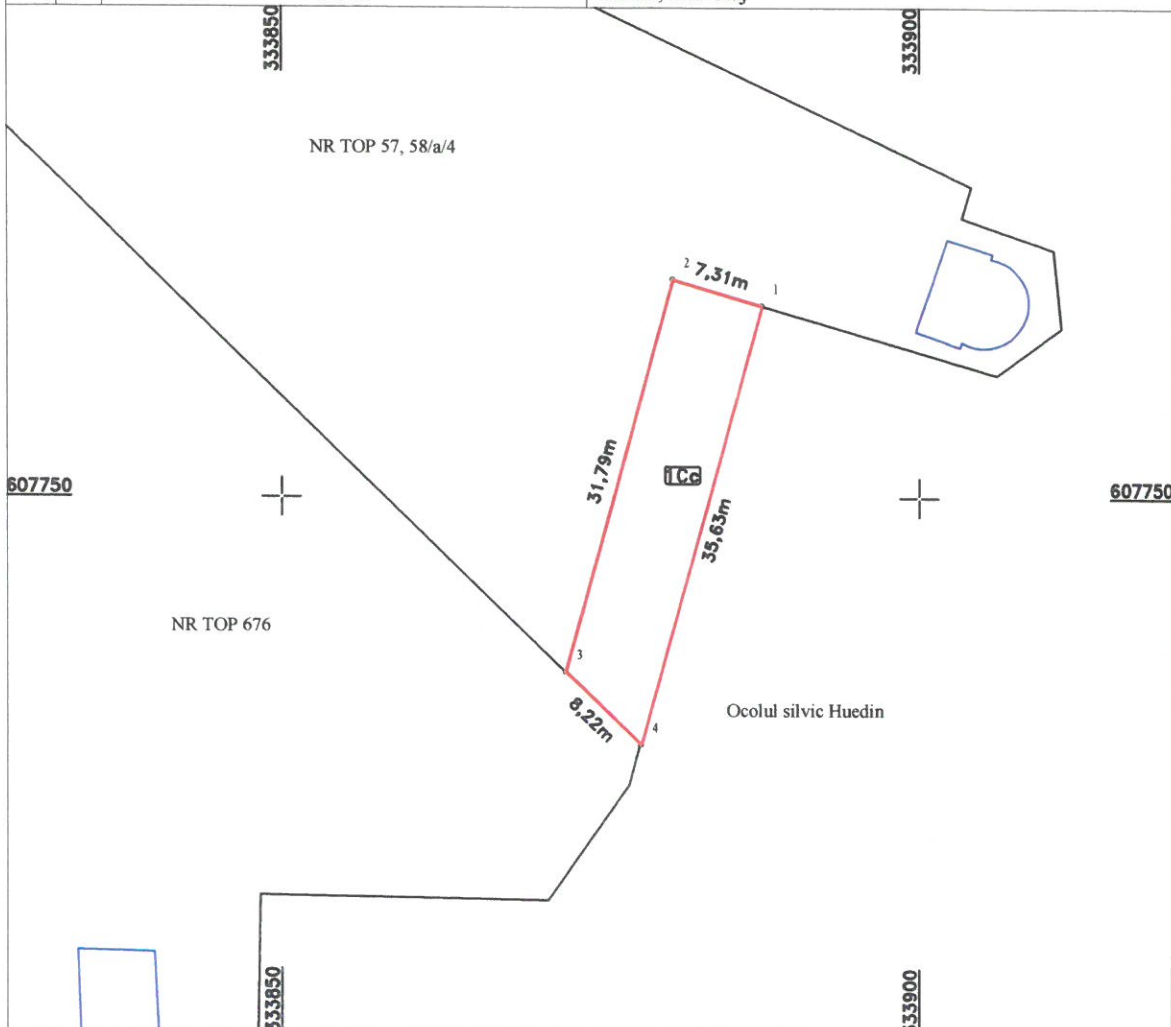 333850
333900
NR TOP 57, 58/a/4
2
7,31m
1
31,79m
1Cc
607750
607750
35,63m
NR TOP 676
3
8,22m
4
Ocolul silvic Huedin
333850
333900